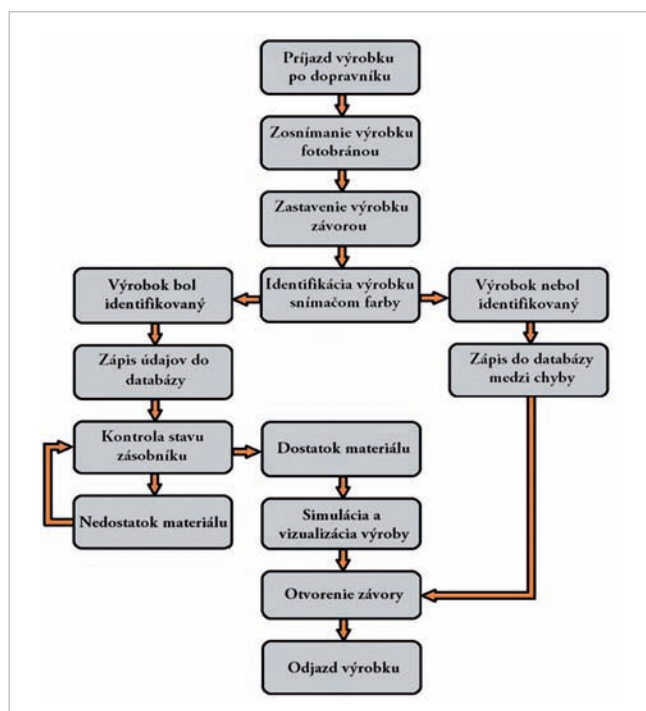 Príjazd výrobku
po dopravníku
Zosnímanie výrobku
fotobránou
Zastavenie výrobku
závorou
Identifikácia výrobku
snímačom farby
Výrobok bol
identifikovaný
Výrobok nebol
identifikovaný
Zápis údajov do
databázy
Zápis do databázy
medzi chyby
Kontrola stavu
zásobníku
Dostatok materiálu
Nedostatok materiálu
Simulácia a
vizualizácia výroby
Otvorenie závory
Odjazd výrobku